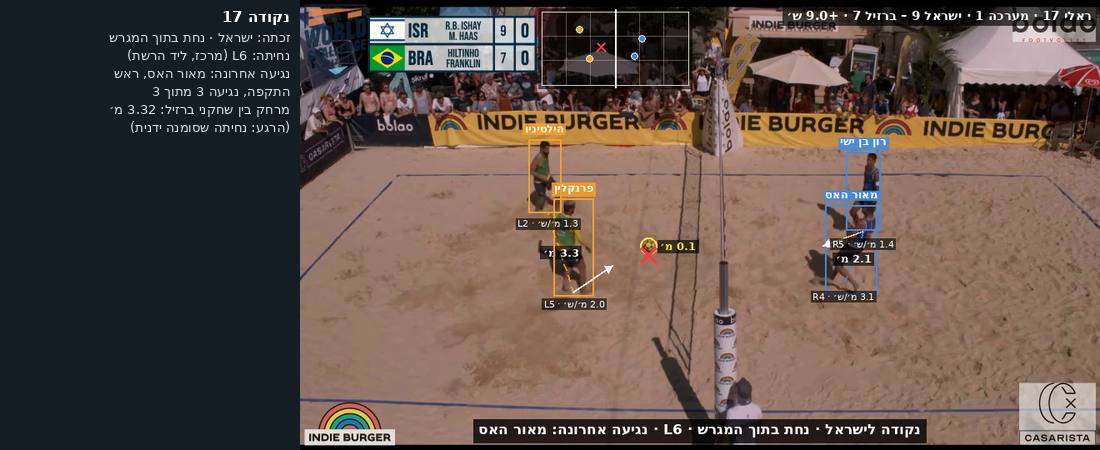 נקודה 17
זכתה: ישראל · נחת בתוך המגרש
נחיתה: L6 (מרכז, ליד הרשת)
נגיעה אחרונה: מאור האס, ראש
התקפה, נגיעה 3 מתוך 3
מרחק בין שחקני ברזיל: 3.32 מ׳
(הרגע: נחיתה שסומנה ידנית)
ראלי 17 · מערכה 1 · ישראל 9 – ברזיל 7 · +9.0 ש׳
ISR R.B. ISHAY M. HAAS 9 0
BRA HILTINHO FRANKLIN 7 0
INDIE BURGER
bolao
FOOTVOLLEY
bolao
INDIE BURGER
INDIE BURGER
bolao
CASARISTA
הילטיניו
רון בן ישי
פרנקלין
מאור האס
L2 · 1.3 מ׳/ש׳
R5 · 1.4 מ׳/ש׳
0.1 מ׳
3.3 מ׳
2.1 מ׳
L5 · 2.0 מ׳/ש׳
R4 · 3.1 מ׳/ש׳
נקודה לישראל · נחת בתוך המגרש · L6 · נגיעה אחרונה: מאור האס
INDIE BURGER
CASARISTA